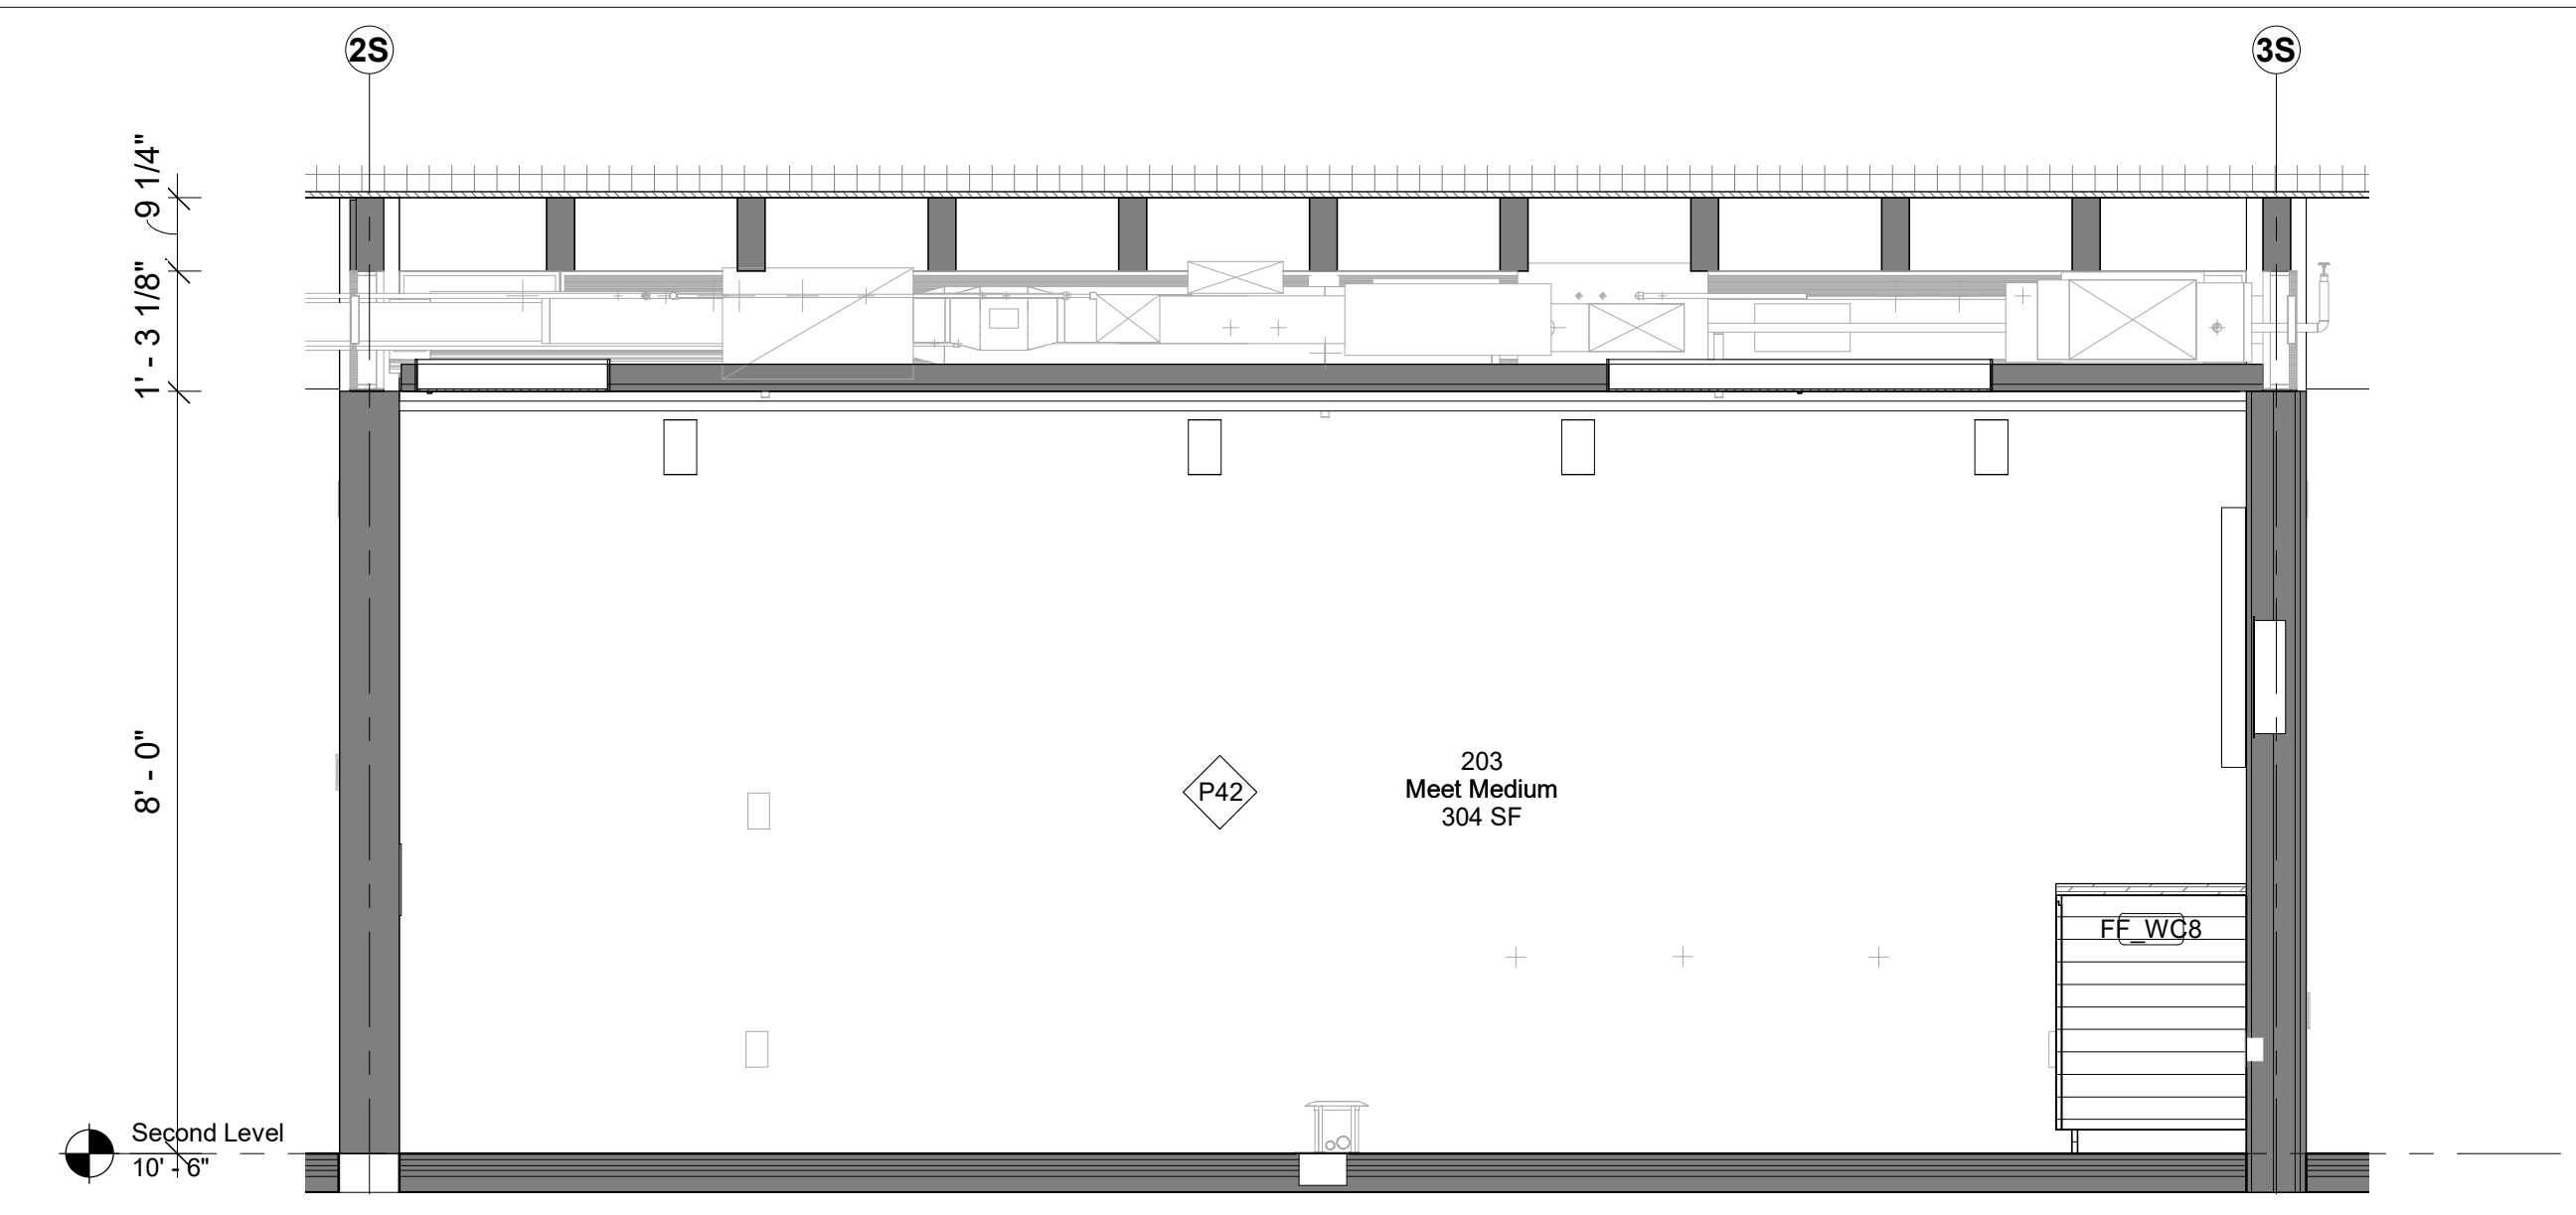 2S
3S
9 1/4"
1' - 3 1/8"
8' - 0"
203
Meet Medium
304 SF
P42
FF_WC8
Second Level
10' - 6"